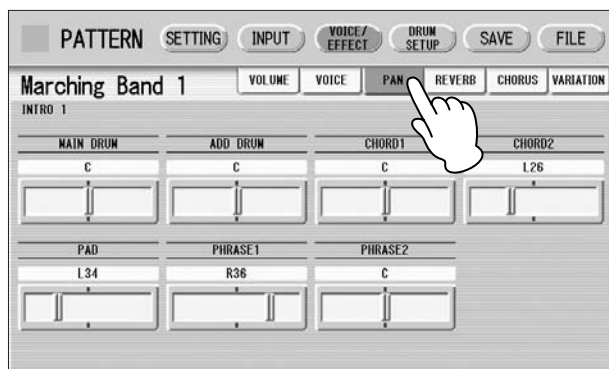 PATTERN SETTING INPUT VOICE/ EFFECT DRUM SETUP SAVE FILE
Marching Band 1 VOLUME VOICE PAN REVERB CHORUS VARIATION
INTRO 1
MAIN DRUM ADD DRUM CHORD1 CHORD2
C C C L26
PAD PHRASE1 PHRASE2
L34 R36 C